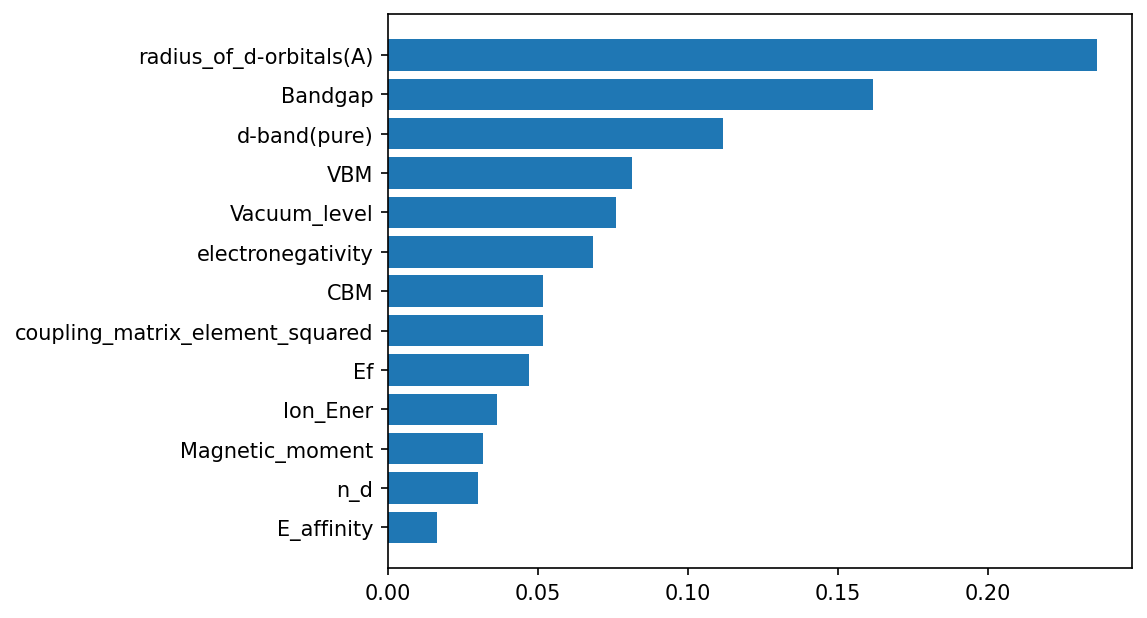 radius_of_d-orbitals(A)
Bandgap
d-band(pure)
VBM
Vacuum_level
electronegativity
CBM
coupling_matrix_element_squared
Ef
Ion_Ener
Magnetic_moment
n_d
E_affinity
0.00 0.05 0.10 0.15 0.20